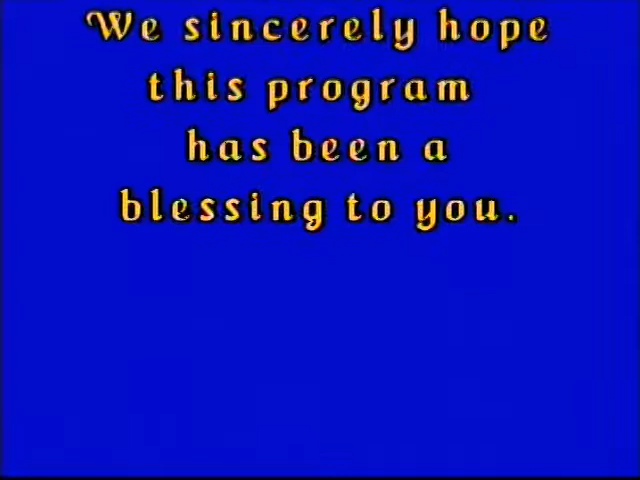 We sincerely hope
this program
has been a
blessing to you.